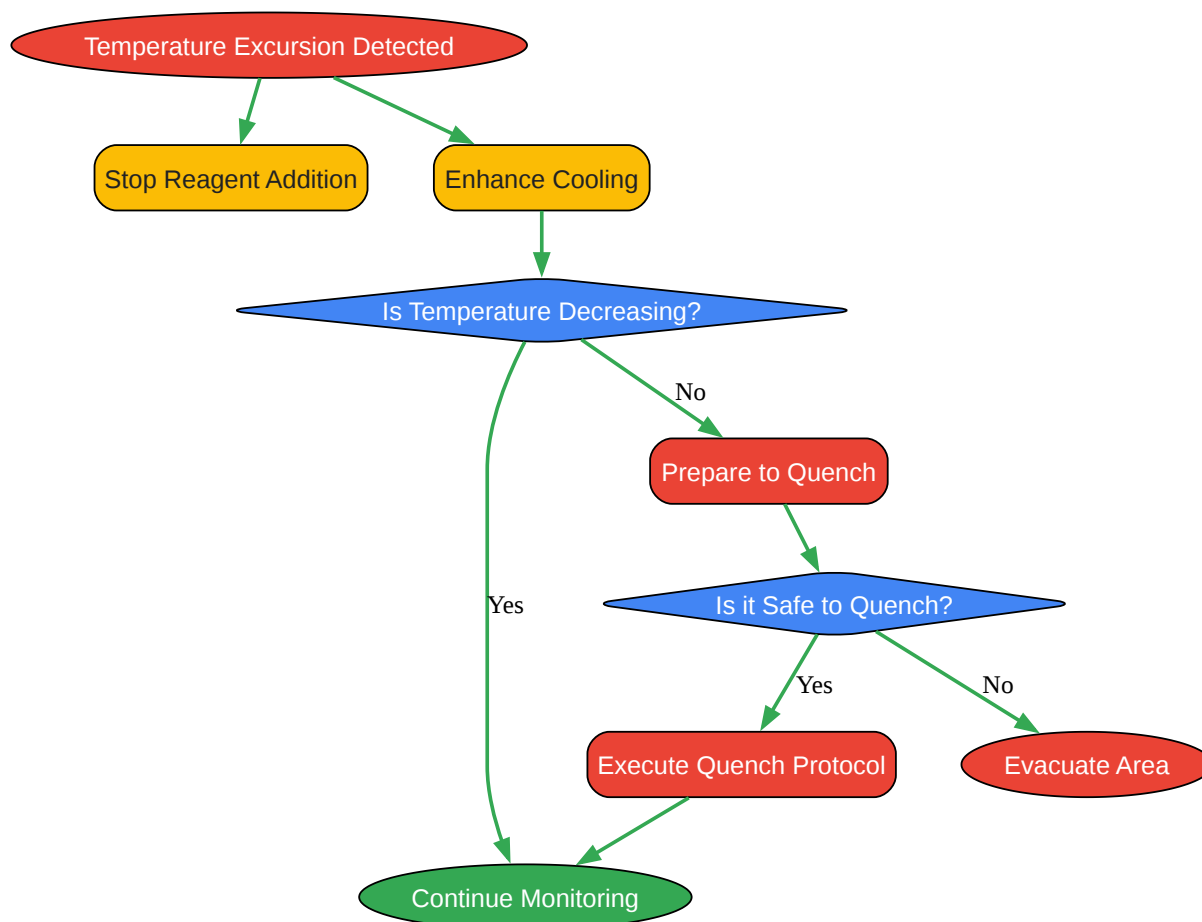 Temperature Excursion Detected
Stop Reagent Addition
Enhance Cooling
Is Temperature Decreasing?
No
Prepare to Quench
Yes
Is it Safe to Quench?
Yes
No
Execute Quench Protocol
Evacuate Area
Continue Monitoring